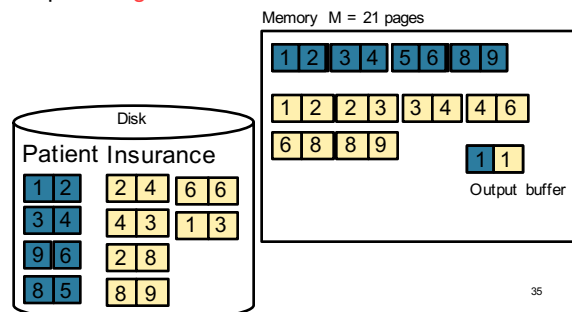 Memory M = 21 pages
1 2 3 4 5 6 8 9
1 2 2 3 3 4 4 6
6 8 8 9
1 1
Output buffer
Disk
Patient Insurance
1 2 2 4 6 6
3 4 4 3 1 3
9 6 2 8
8 5 8 9
35